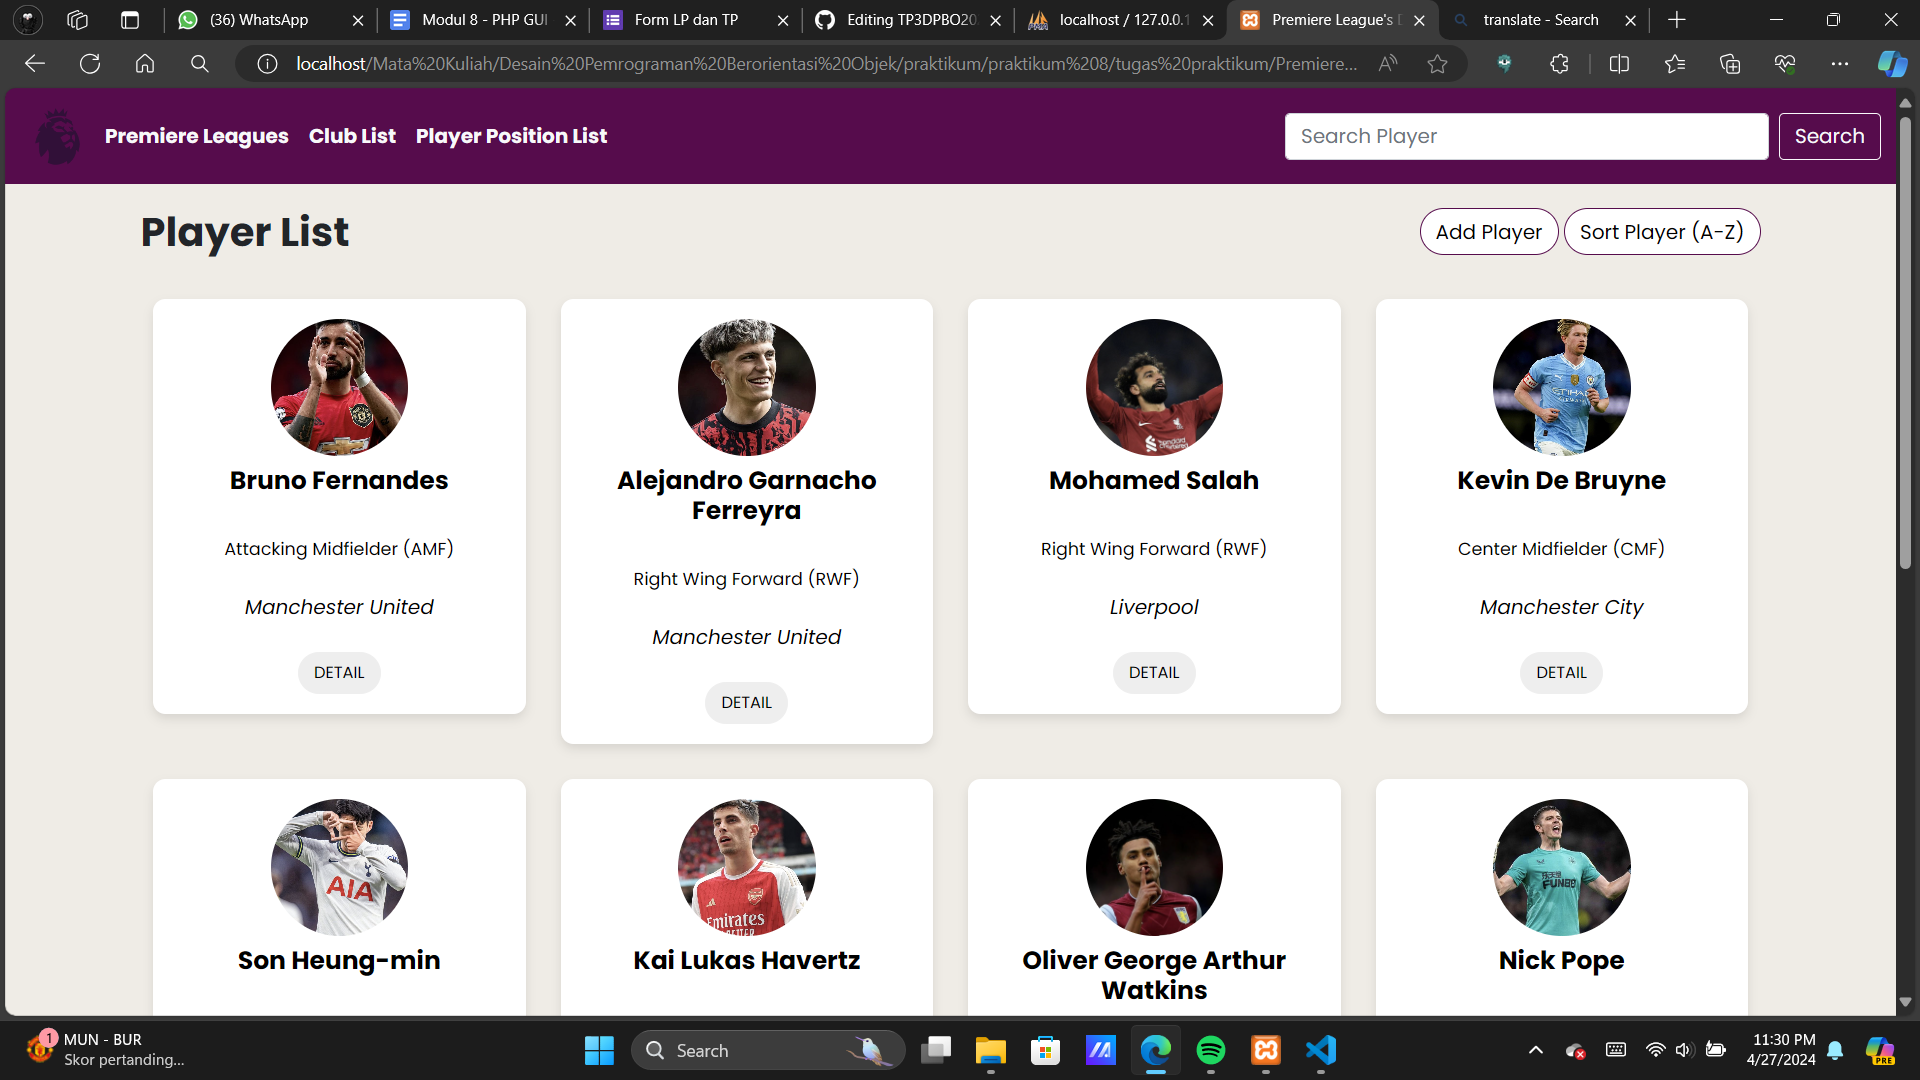 (36) WhatsApp
Modul 8 - PHP GUI
Form LP dan TP
Editing TP3DPBO20
localhost / 127.0.0.1
Premiere League's D
translate - Search
localhost/Mata%20Kuliah/Desain%20Pemrograman%20Berorientasi%20Objek/praktikum/praktikum%208/tugas%20praktikum/Premiere...
Premiere Leagues
Club List
Player Position List
Search Player
Search
Player List
Add Player
Sort Player (A-Z)
Bruno Fernandes
Attacking Midfielder (AMF)
Manchester United
DETAIL
Alejandro Garnacho
Ferreyra
Right Wing Forward (RWF)
Manchester United
DETAIL
Mohamed Salah
Right Wing Forward (RWF)
Liverpool
DETAIL
Kevin De Bruyne
Center Midfielder (CMF)
Manchester City
DETAIL
AIA
Son Heung-min
Emirates
Kai Lukas Havertz
Oliver George Arthur
Watkins
FUN88
Nick Pope
1
MUN - BUR
Skor pertanding...
Search
11:30 PM
4/27/2024
PRE